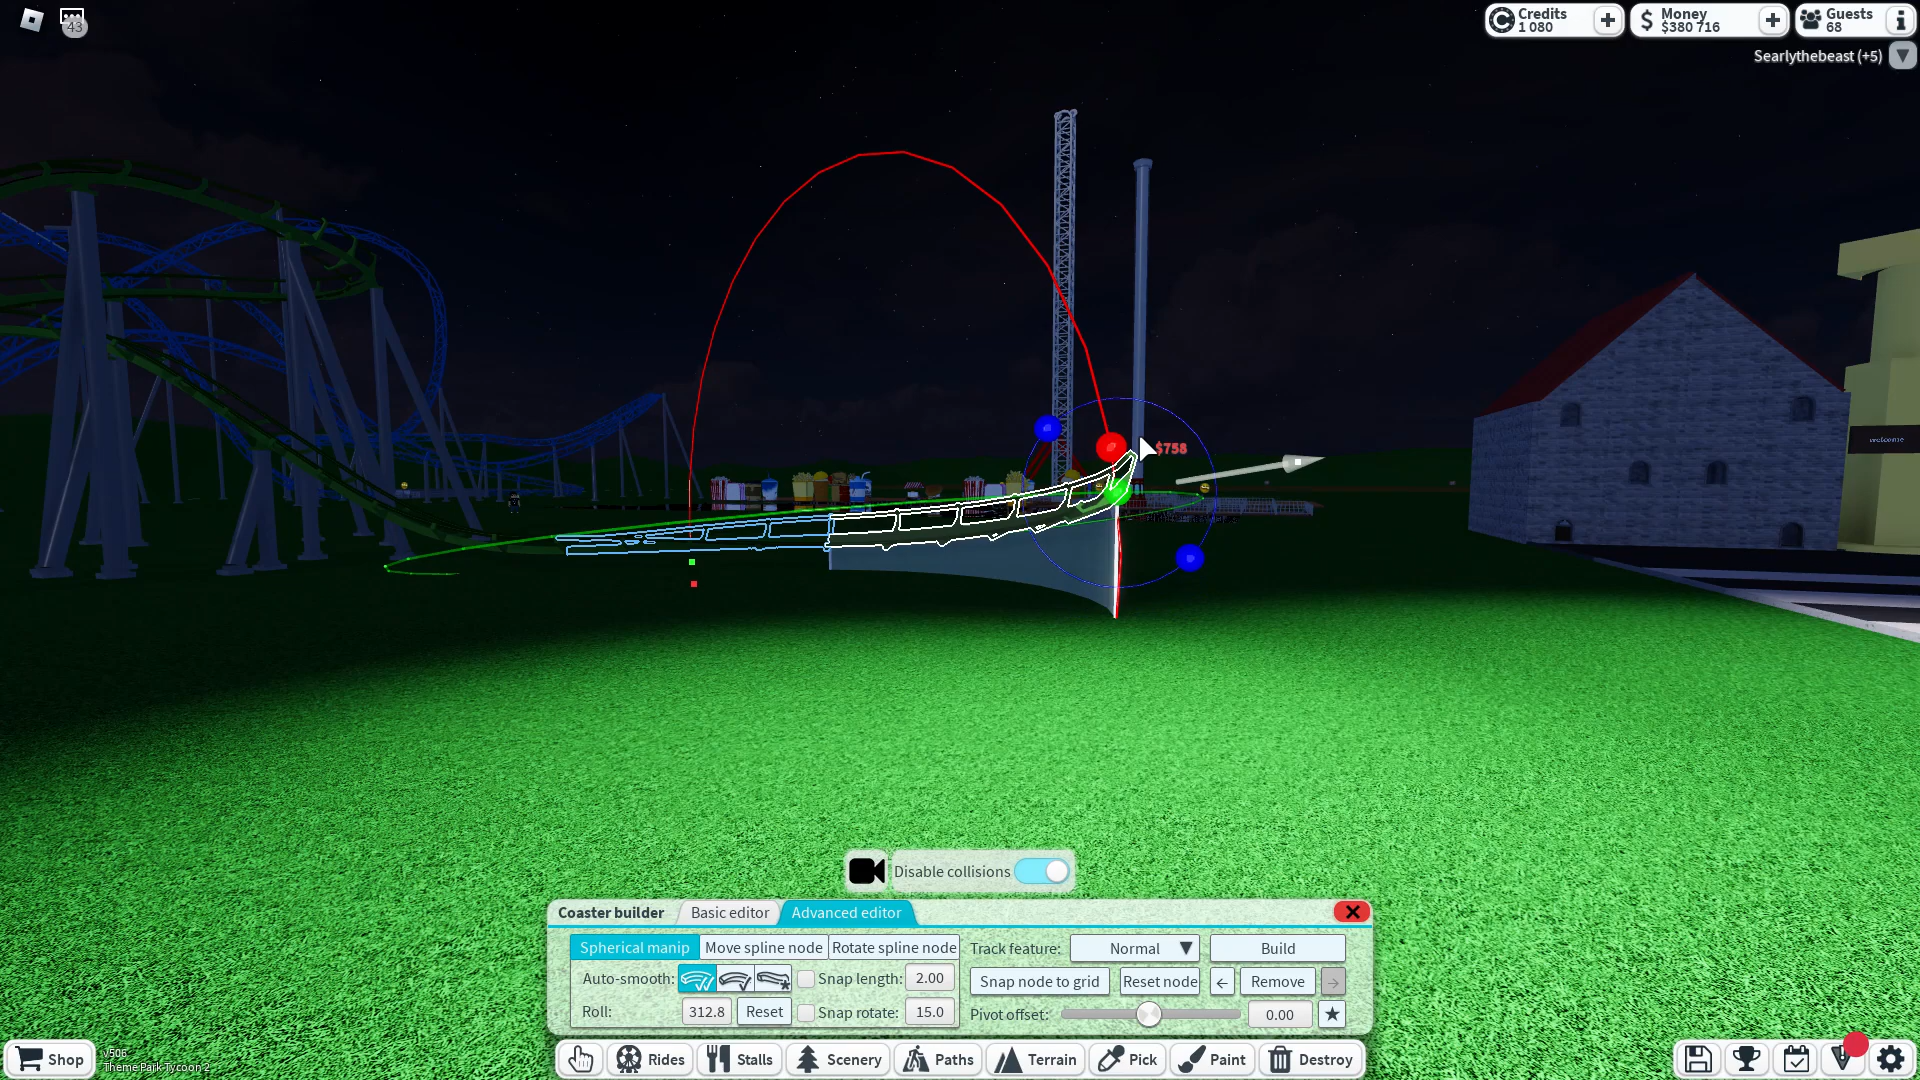 43
Credits
1 080
+
Money
$380 716
+
Guests
68
Searlythebeast (+5)
$758
welcome
Disable collisions
Coaster builder
Basic editor
Advanced editor
Spherical manip
Move spline node
Rotate spline node
Track feature:
Normal
Build
Auto-smooth:
Snap length:
2.00
Snap node to grid
Reset node
←
Remove
→
Roll:
312.8
Reset
Snap rotate:
15.0
Pivot offset:
0.00
Shop
v506
Theme Park Tycoon 2
Rides
Stalls
Scenery
Paths
Terrain
Pick
Paint
Destroy